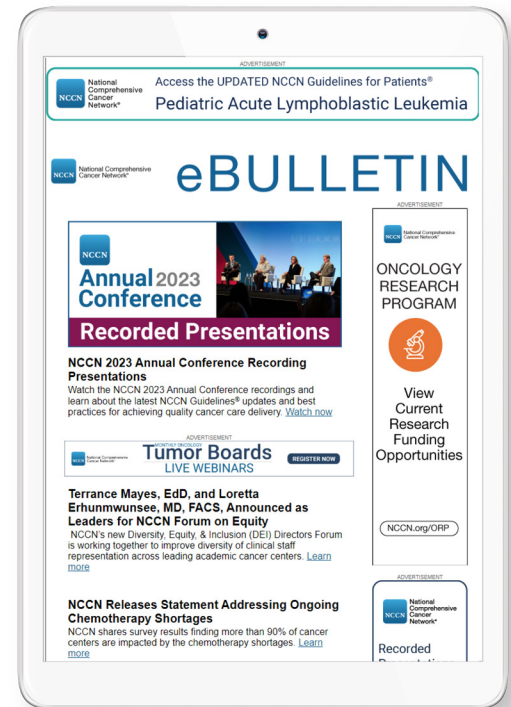 ADVERTISEMENT
NCCN
National
Comprehensive
Cancer
Network®
Access the UPDATED NCCN Guidelines for Patients®
Pediatric Acute Lymphoblastic Leukemia
NCCN
National Comprehensive
Cancer Network®
eBULLETIN
NCCN
Annual 2023
Conference
Recorded Presentations
NCCN 2023 Annual Conference Recording
Presentations
Watch the NCCN 2023 Annual Conference recordings and
learn about the latest NCCN Guidelines® updates and best
practices for achieving quality cancer care delivery. Watch now
ADVERTISEMENT
NCCN
National Comprehensive
Cancer Network®
MONTHLY ONCOLOGY
Tumor Boards
LIVE WEBINARS
REGISTER NOW
Terrance Mayes, EdD, and Loretta
Erhunmwunsee, MD, FACS, Announced as
Leaders for NCCN Forum on Equity
NCCN's new Diversity, Equity, & Inclusion (DEI) Directors Forum
is working together to improve diversity of clinical staff
representation across leading academic cancer centers. Learn
more
NCCN Releases Statement Addressing Ongoing
Chemotherapy Shortages
NCCN shares survey results finding more than 90% of cancer
centers are impacted by the chemotherapy shortages. Learn
more
ADVERTISEMENT
NCCN
National Comprehensive
Cancer Network®
ONCOLOGY
RESEARCH
PROGRAM
View
Current
Research
Funding
Opportunities
NCCN.org/ORP
ADVERTISEMENT
NCCN
National
Comprehensive
Cancer
Network®
Recorded